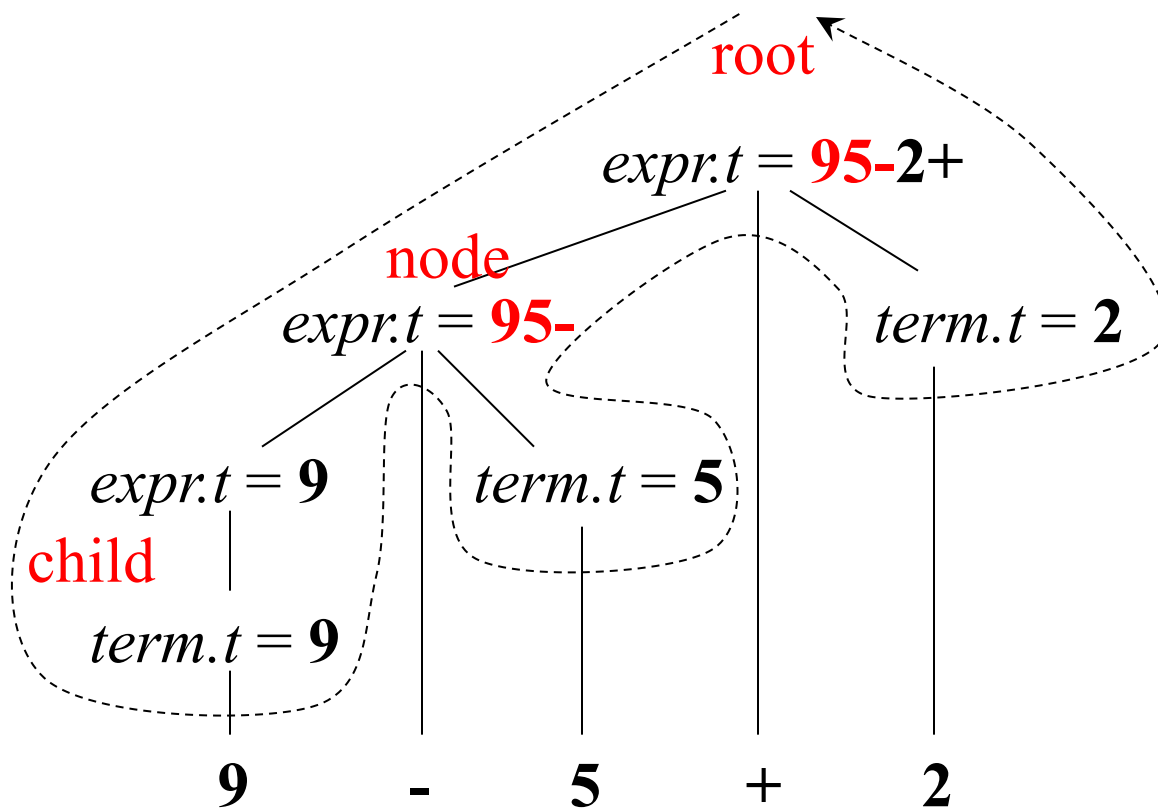 root
expr.t = 95-2+
node
expr.t = 95-
term.t = 2
expr.t = 9
term.t = 5
child
term.t = 9
9 - 5 + 2